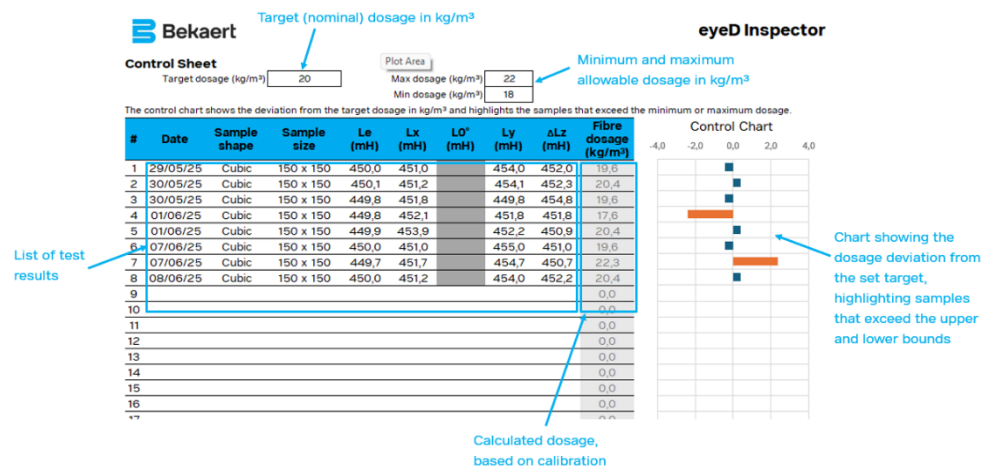 Target (nominal) dosage in kg/m³
Bekaert
eyeD Inspector
Control Sheet
Plot Area
Minimum and maximum
allowable dosage in kg/m³
Target dosage (kg/m³) 20 Max dosage (kg/m³) 22
Min dosage (kg/m³) 18
The control chart shows the deviation from the target dosage in kg/m³ and highlights the samples that exceed the minimum or maximum dosage.
# Date Sample shape Sample size Le (mH) Lx (mH) L0* (mH) Ly (mH) ΔLz (mH) Fibre dosage (kg/m³)
Control Chart
-4,0 -2,0 0,0 2,0 4,0
1 29/05/25 Cubic 150 x 150 450,0 451,0 454,0 452,0 19,6
2 30/05/25 Cubic 150 x 150 450,1 451,2 454,1 452,3 20,4
3 30/05/25 Cubic 150 x 150 449,8 451,8 449,8 454,8 19,6
4 01/06/25 Cubic 150 x 150 449,8 452,1 451,8 451,8 17,6
5 01/06/25 Cubic 150 x 150 449,9 453,9 452,2 450,9 20,4
6 07/06/25 Cubic 150 x 150 450,0 451,0 455,0 451,0 19,6
7 07/06/25 Cubic 150 x 150 449,7 451,7 454,7 450,7 22,3
8 08/06/25 Cubic 150 x 150 450,0 451,2 454,0 452,2 20,4
9 0,0
10 0,0
11 0,0
12 0,0
13 0,0
14 0,0
15 0,0
16 0,0
17 0,0
List of test
results
Chart showing the
dosage deviation from
the set target,
highlighting samples
that exceed the upper
and lower bounds
Calculated dosage,
based on calibration